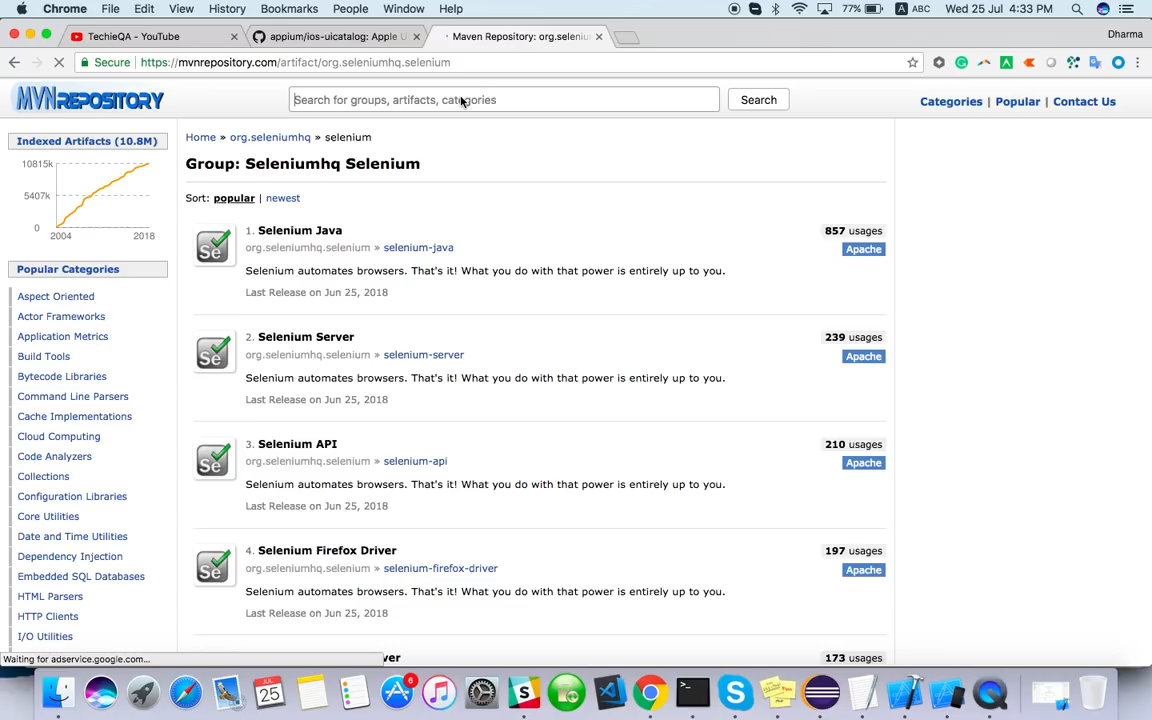 Chrome File Edit View History Bookmarks People Window Help 77% A ABC Wed 25 Jul 4:33 PM
TechieQA - YouTube appium/ios-uicatalog: Apple U Maven Repository: org.seleniu Dharma
Secure https://mvnrepository.com/artifact/org.seleniumhq.selenium
MVNREPOSITORY Search for groups, artifacts, categories Search Categories | Popular | Contact Us
Indexed Artifacts (10.8M)
10815k
5407k
0
2004 2018
Popular Categories
Aspect Oriented
Actor Frameworks
Application Metrics
Build Tools
Bytecode Libraries
Command Line Parsers
Cache Implementations
Cloud Computing
Code Analyzers
Collections
Configuration Libraries
Core Utilities
Date and Time Utilities
Dependency Injection
Embedded SQL Databases
HTML Parsers
HTTP Clients
I/O Utilities
Home » org.seleniumhq » selenium
Group: Seleniumhq Selenium
Sort: popular | newest
1. Selenium Java 857 usages
org.seleniumhq.selenium » selenium-java Apache
Selenium automates browsers. That's it! What you do with that power is entirely up to you.
Last Release on Jun 25, 2018
2. Selenium Server 239 usages
org.seleniumhq.selenium » selenium-server Apache
Selenium automates browsers. That's it! What you do with that power is entirely up to you.
Last Release on Jun 25, 2018
3. Selenium API 210 usages
org.seleniumhq.selenium » selenium-api Apache
Selenium automates browsers. That's it! What you do with that power is entirely up to you.
Last Release on Jun 25, 2018
4. Selenium Firefox Driver 197 usages
org.seleniumhq.selenium » selenium-firefox-driver Apache
Selenium automates browsers. That's it! What you do with that power is entirely up to you.
Last Release on Jun 25, 2018
ver 173 usages
Waiting for adservice.google.com...
25
6